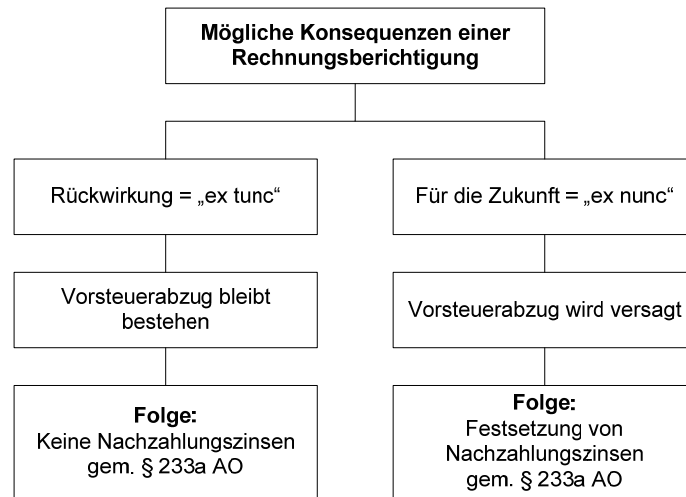 Mögliche Konsequenzen einer
Rechnungsberichtigung
Rückwirkung = „ex tunc“
Für die Zukunft = „ex nunc“
Vorsteuerabzug bleibt
bestehen
Vorsteuerabzug wird versagt
Folge:
Keine Nachzahlungszinsen
gem. § 233a AO
Folge:
Festsetzung von
Nachzahlungszinsen
gem. § 233a AO